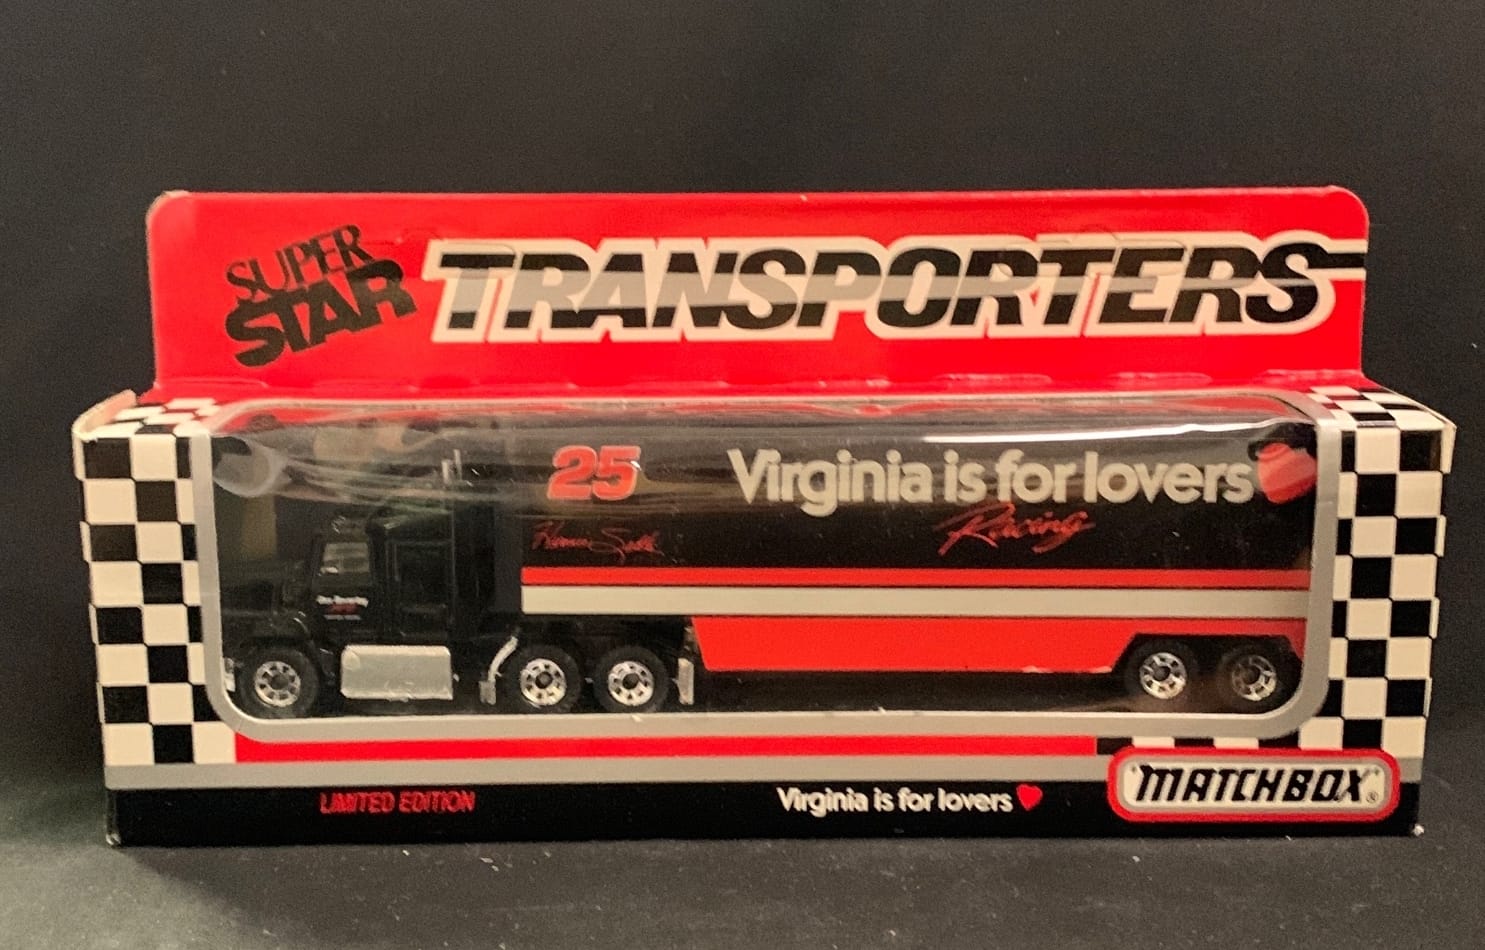 SUPER
STAR
TRANSPORTERS
25
Virginia is for lovers
Racing
LIMITED EDITION
Virginia is for lovers
"MATCHBOX"®